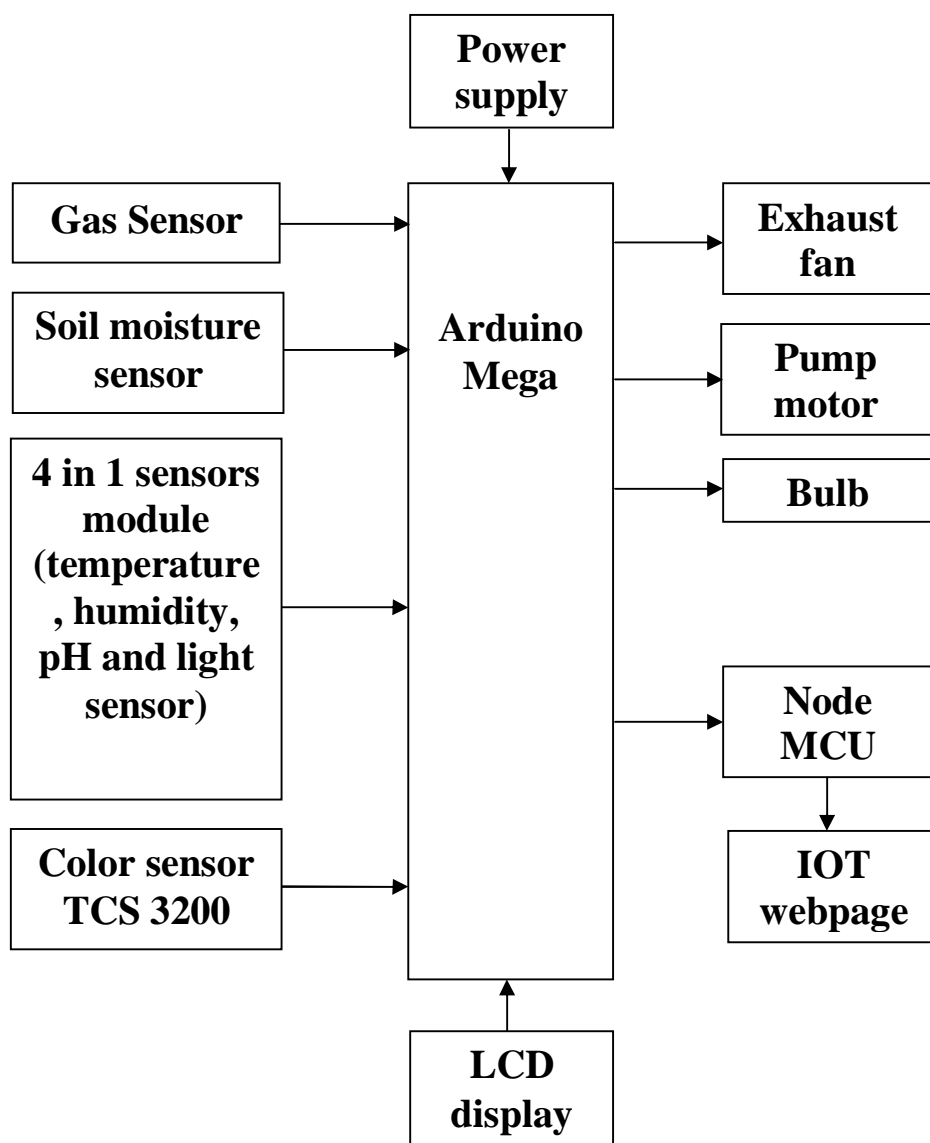 Power
supply
Gas Sensor
Soil moisture
sensor
4 in 1 sensors
module
(temperature
, humidity,
pH and light
sensor)
Color sensor
TCS 3200
Arduino
Mega
Exhaust
fan
Pump
motor
Bulb
Node
MCU
IOT
webpage
LCD
display